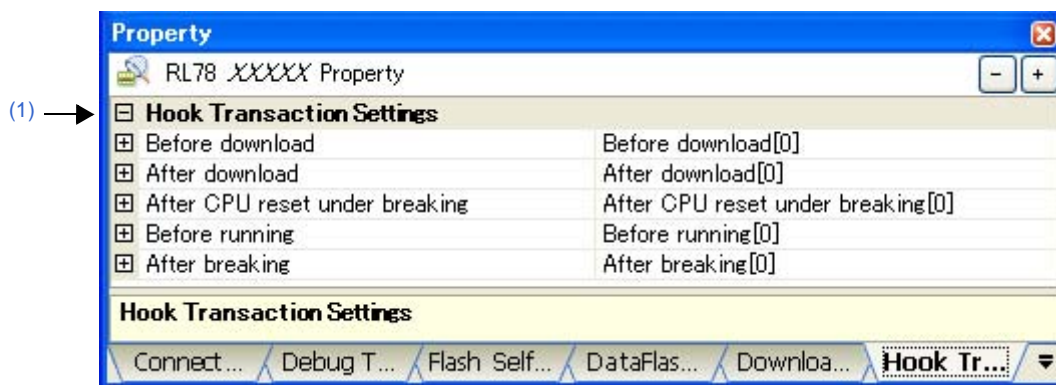 Property
RL78 XXXXX Property
- +
(1)
Hook Transaction Settings
Before download Before download[0]
After download After download[0]
After CPU reset under breaking After CPU reset under breaking[0]
Before running Before running[0]
After breaking After breaking[0]
Hook Transaction Settings
Connect... Debug T... Flash Self... DataFlas... Downloa... Hook Tr...